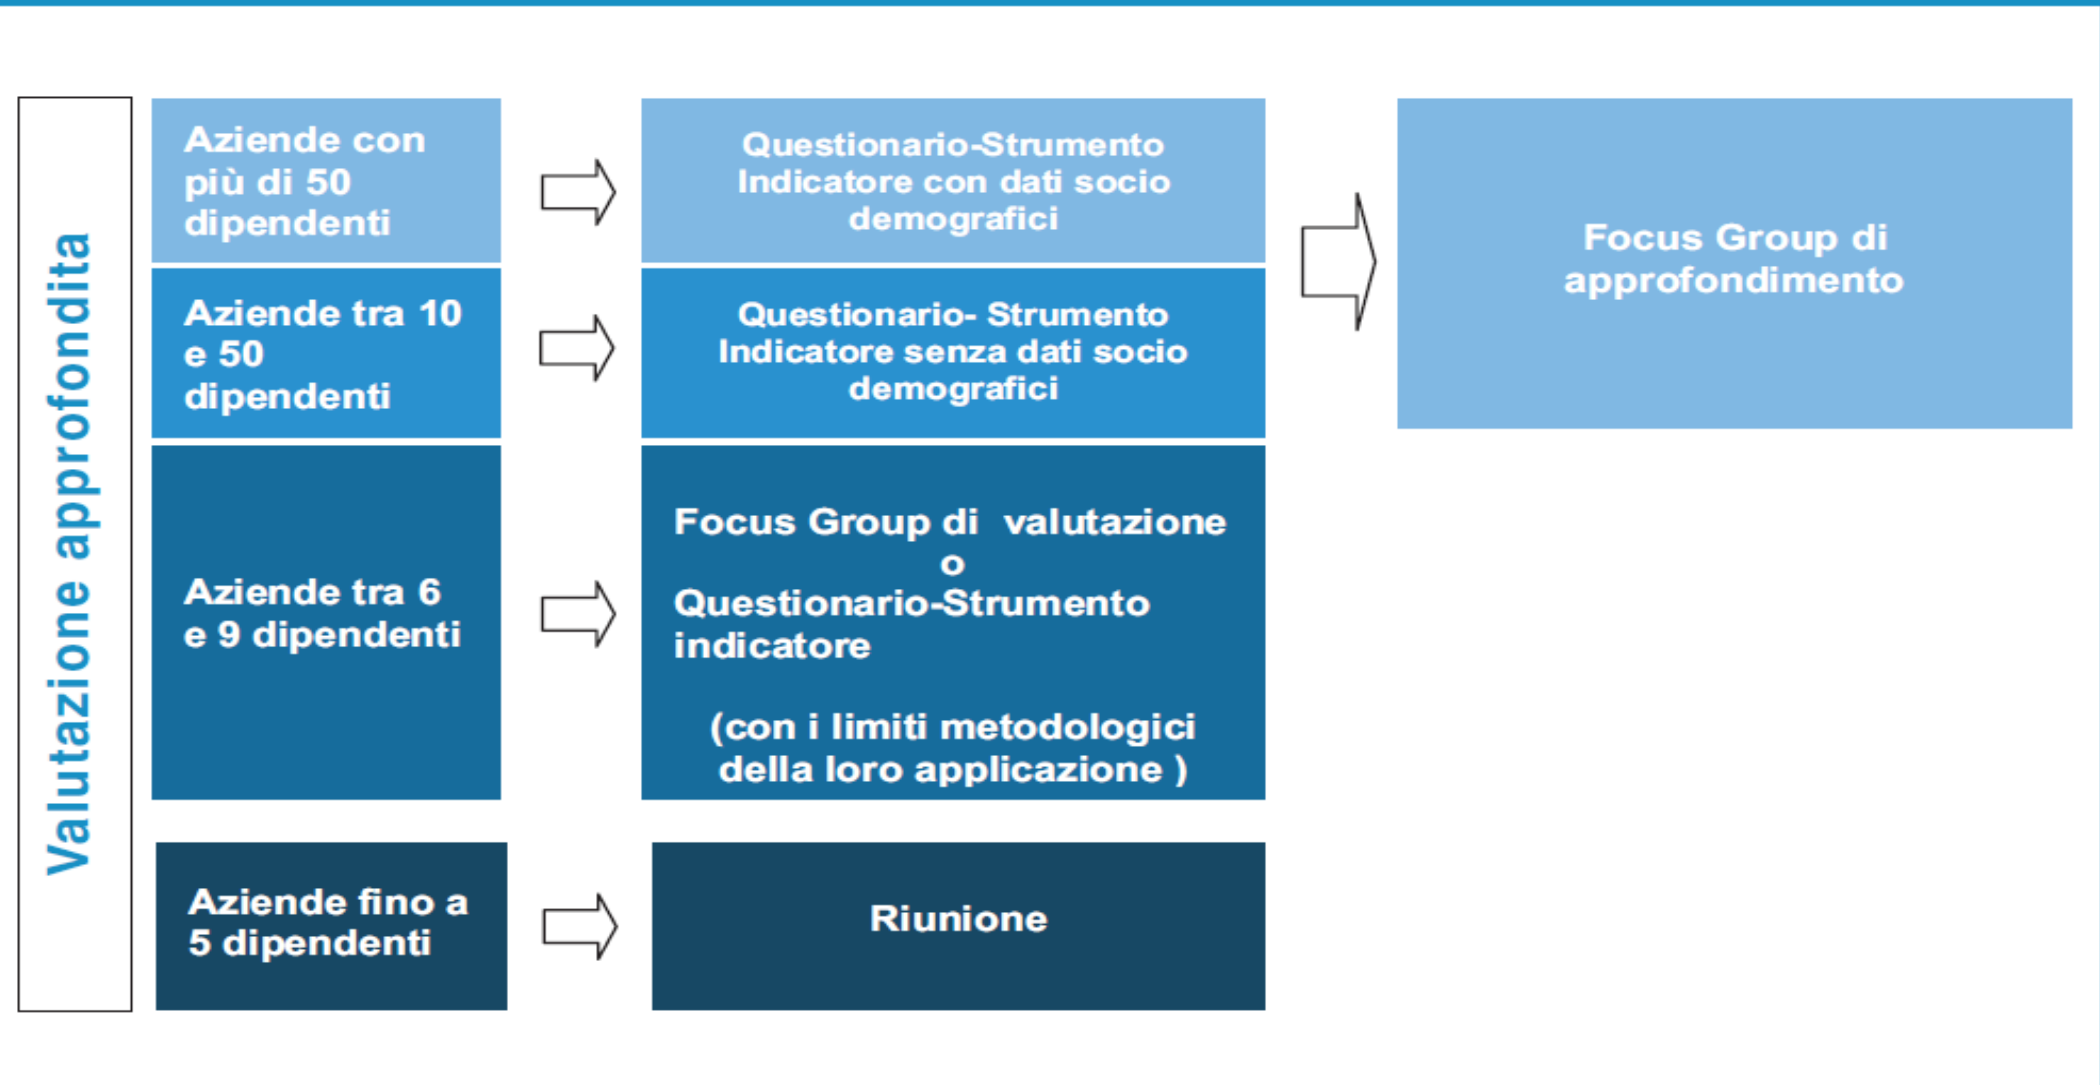 Valutazione approfondita
Aziende con
più di 50
dipendenti
Questionario-Strumento
Indicatore con dati socio
demografici
Focus Group di
approfondimento
Aziende tra 10
e 50
dipendenti
Questionario- Strumento
Indicatore senza dati socio
demografici
Aziende tra 6
e 9 dipendenti
Focus Group di  valutazione
o
Questionario-Strumento
indicatore
(con i limiti metodologici
della loro applicazione )
Aziende fino a
5 dipendenti
Riunione